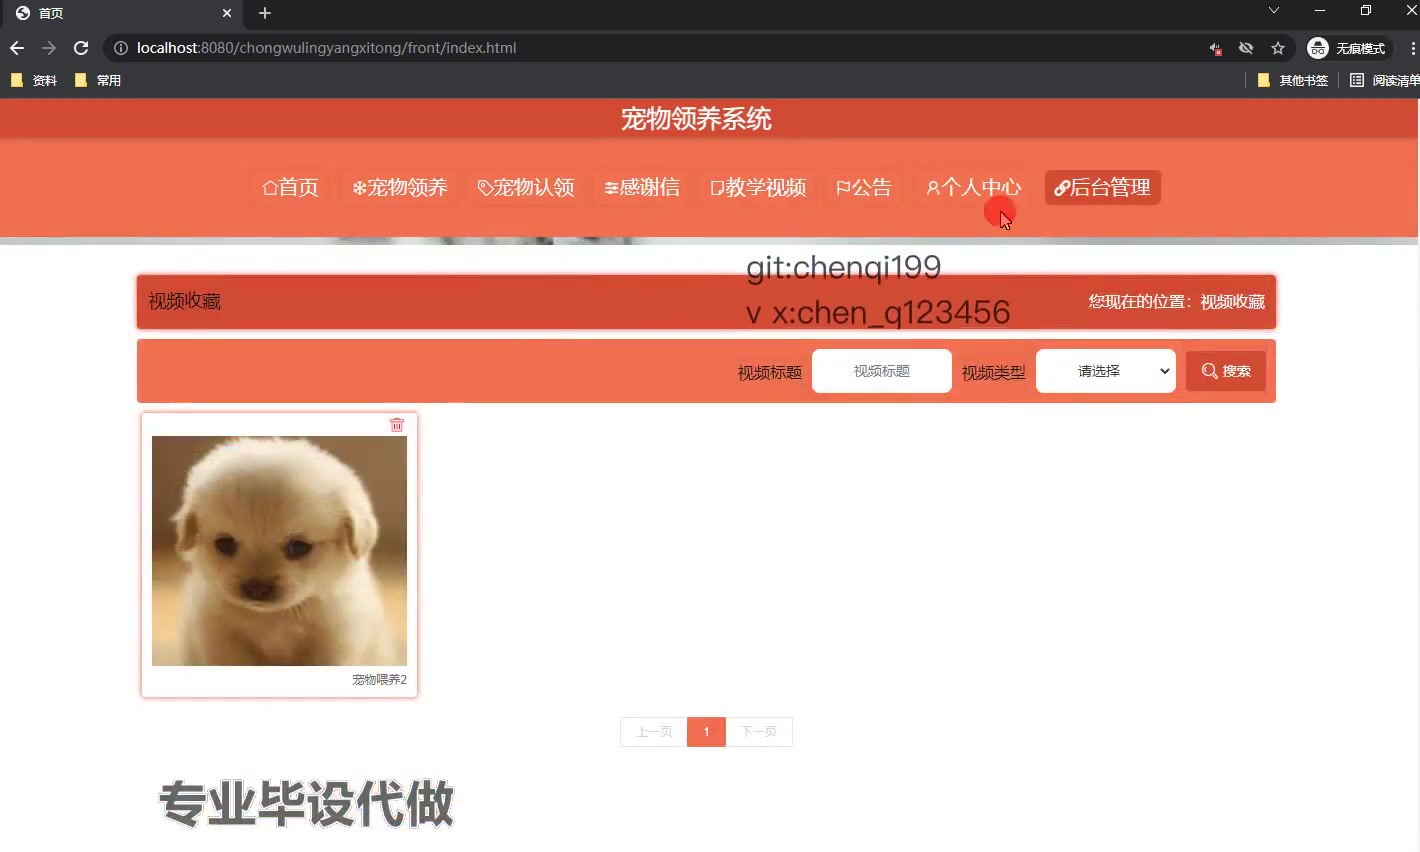 首页
localhost:8080/chongwulingyangxitong/front/index.html
无痕模式
资料 常用 其他书签 阅读清单
宠物领养系统
首页 宠物领养 宠物认领 感谢信 教学视频 公告 个人中心 后台管理
git:chenqi199
视频收藏 您现在的位置：视频收藏
v x:chen_q123456
视频标题 视频标题 视频类型 请选择 搜索
宠物喂养2
上一页 1 下一页
专业毕设代做